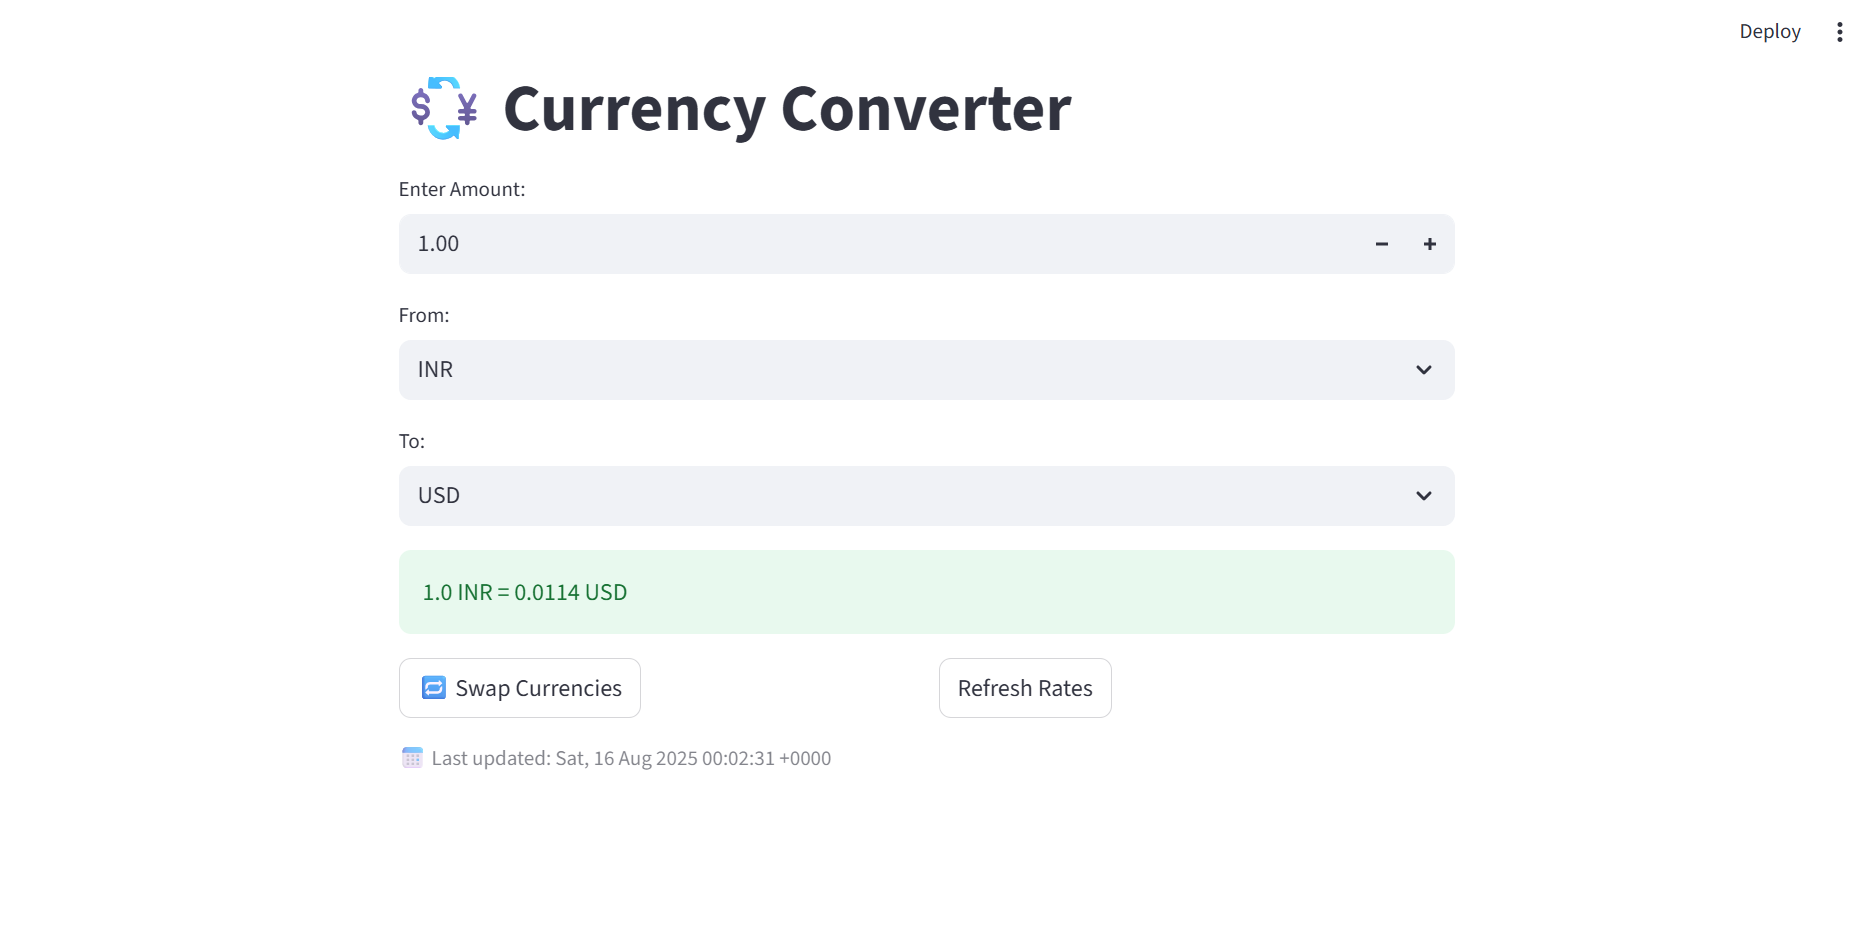 Deploy
Currency Converter
Enter Amount:
1.00
From:
INR
To:
USD
1.0 INR = 0.0114 USD
Swap Currencies
Refresh Rates
Last updated: Sat, 16 Aug 2025 00:02:31 +0000